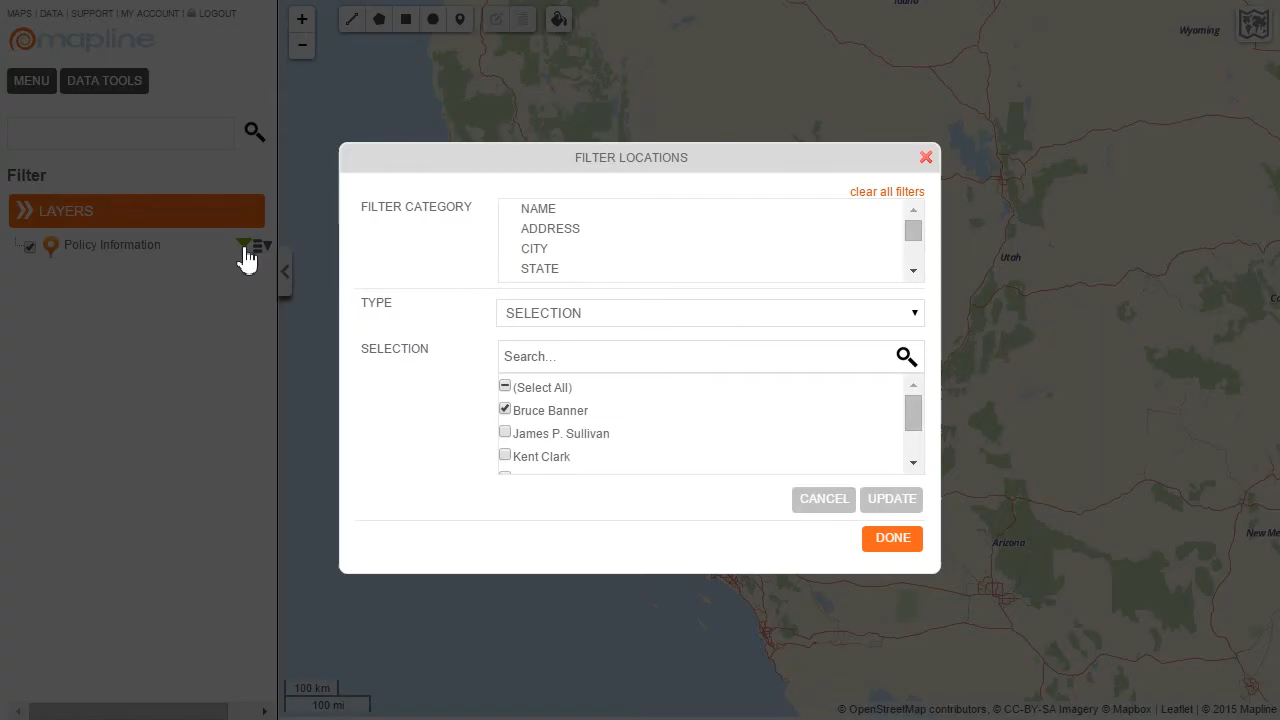 MAPS | DATA | SUPPORT | MY ACCOUNT | LOGOUT
mapline
MENU
DATA TOOLS
Filter
LAYERS
Policy Information
+
−
Idaho
Wyoming
Utah
Arizona
FILTER LOCATIONS
clear all filters
FILTER CATEGORY
NAME
ADDRESS
CITY
STATE
TYPE
SELECTION
SELECTION
Search...
(Select All)
Bruce Banner
James P. Sullivan
Kent Clark
CANCEL
UPDATE
DONE
100 km
100 mi
© OpenStreetMap contributors, © CC-BY-SA Imagery © Mapbox | Leaflet | © 2015 Mapline